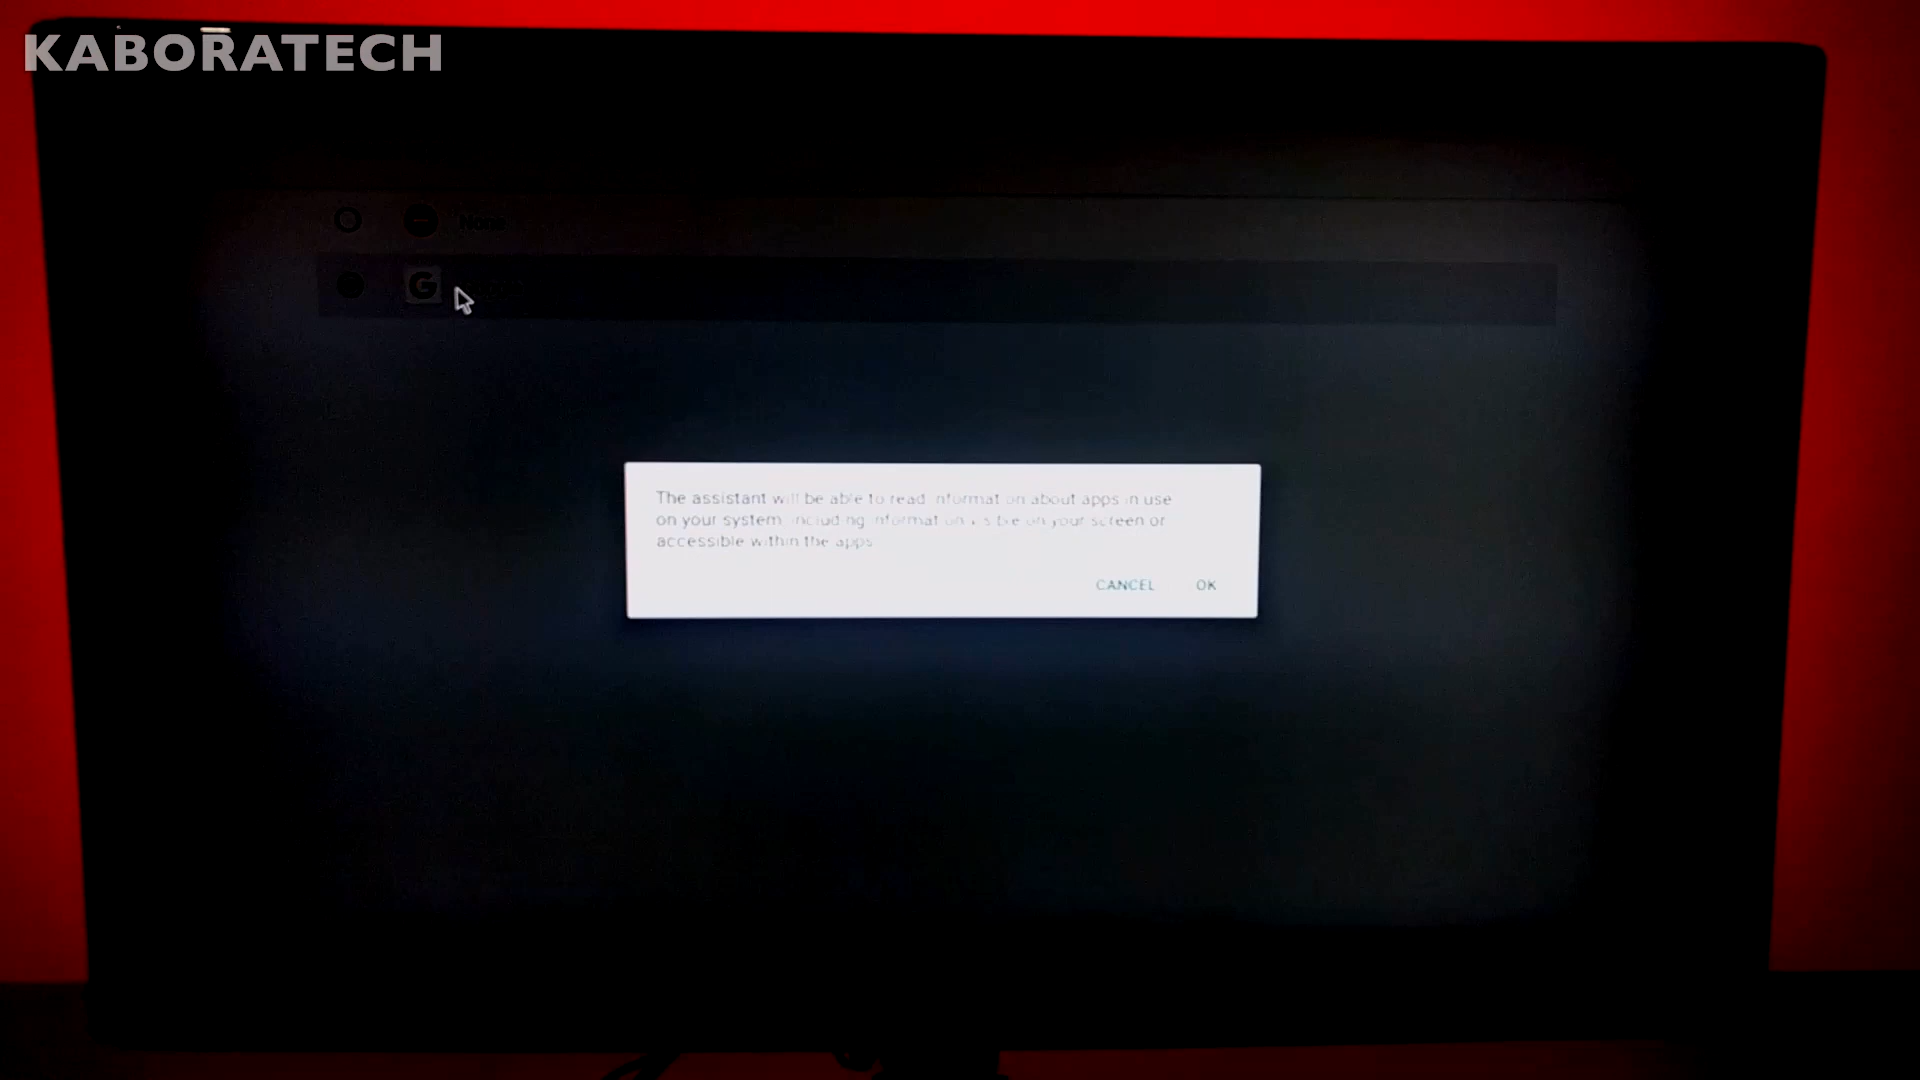 KABORATECH
None
G
The assistant will be able to read information about apps in use
on your system, including information visible on your screen or
accessible within the apps.
CANCEL OK